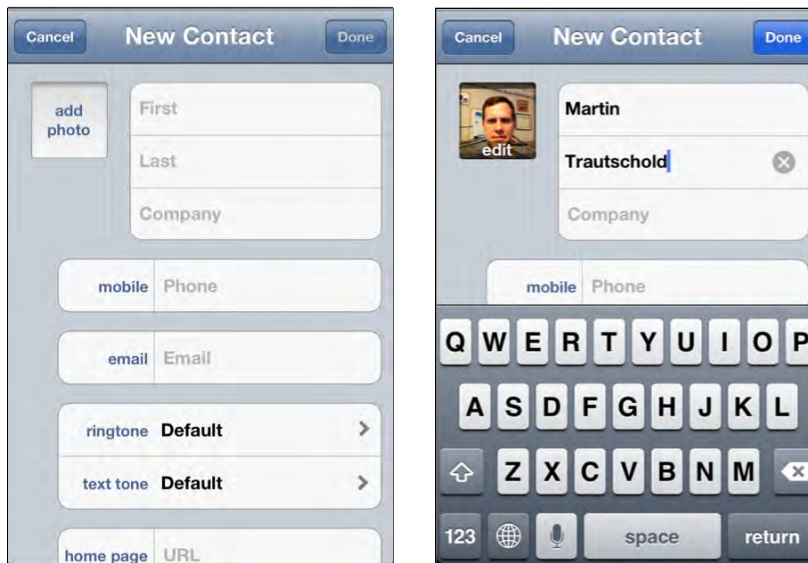 Cancel New Contact Done
add
photo
First
Last
Company
mobile Phone
email Email
ringtone Default
text tone Default
home page URL
Cancel New Contact Done
edit
Martin
Trautschold
Company
mobile Phone
Q W E R T Y U I O P
A S D F G H J K L
Z X C V B N M
123 space return